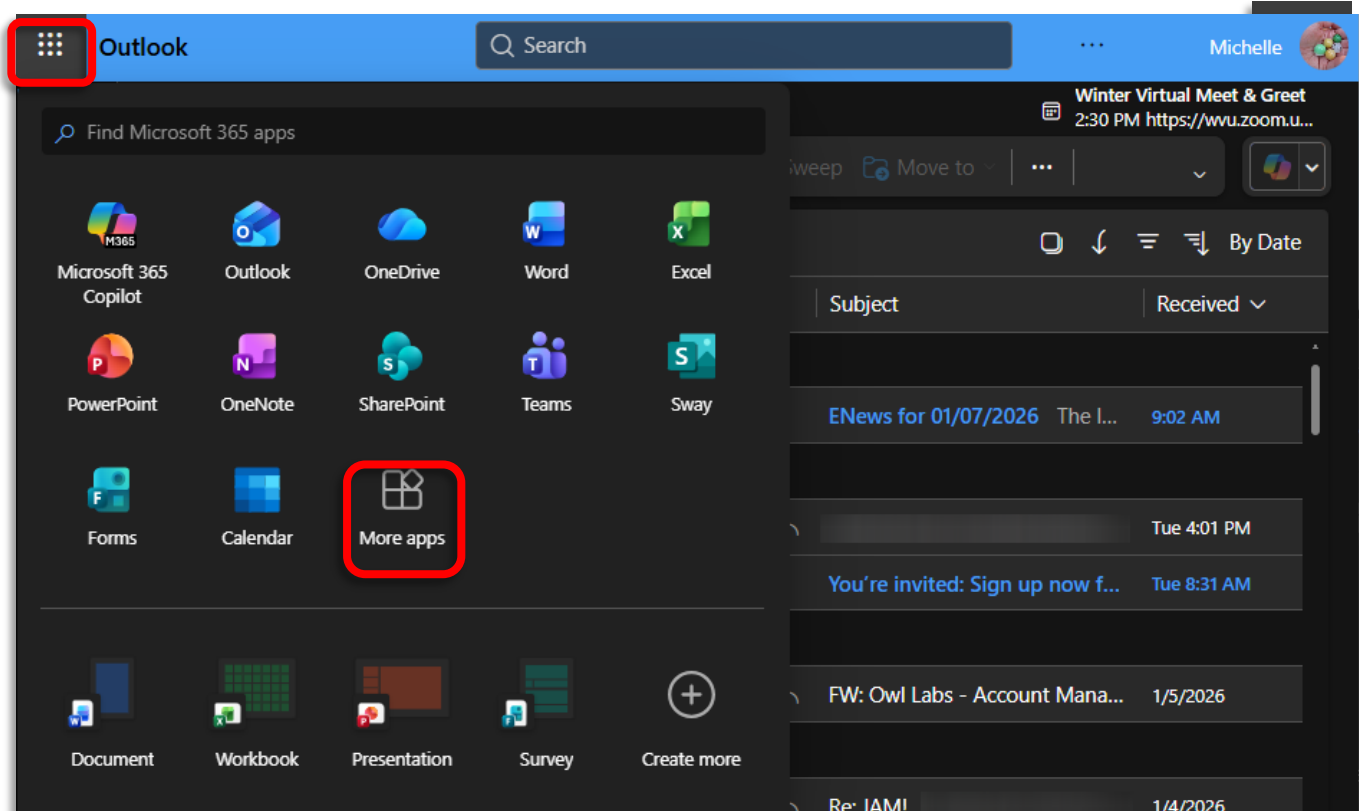 Outlook
Search
Michelle
Winter Virtual Meet & Greet
2:30 PM https://wvu.zoom.u...
Find Microsoft 365 apps
Move to
By Date
M365
Microsoft 365
Copilot
Outlook
OneDrive
Word
Excel
Subject
Received
PowerPoint
OneNote
SharePoint
Teams
Sway
ENews for 01/07/2026 The l... 9:02 AM
Forms
Calendar
More apps
Tue 4:01 PM
You're invited: Sign up now f... Tue 8:31 AM
FW: Owl Labs - Account Mana... 1/5/2026
Document
Workbook
Presentation
Survey
Create more
Re: JAM! 1/4/2026